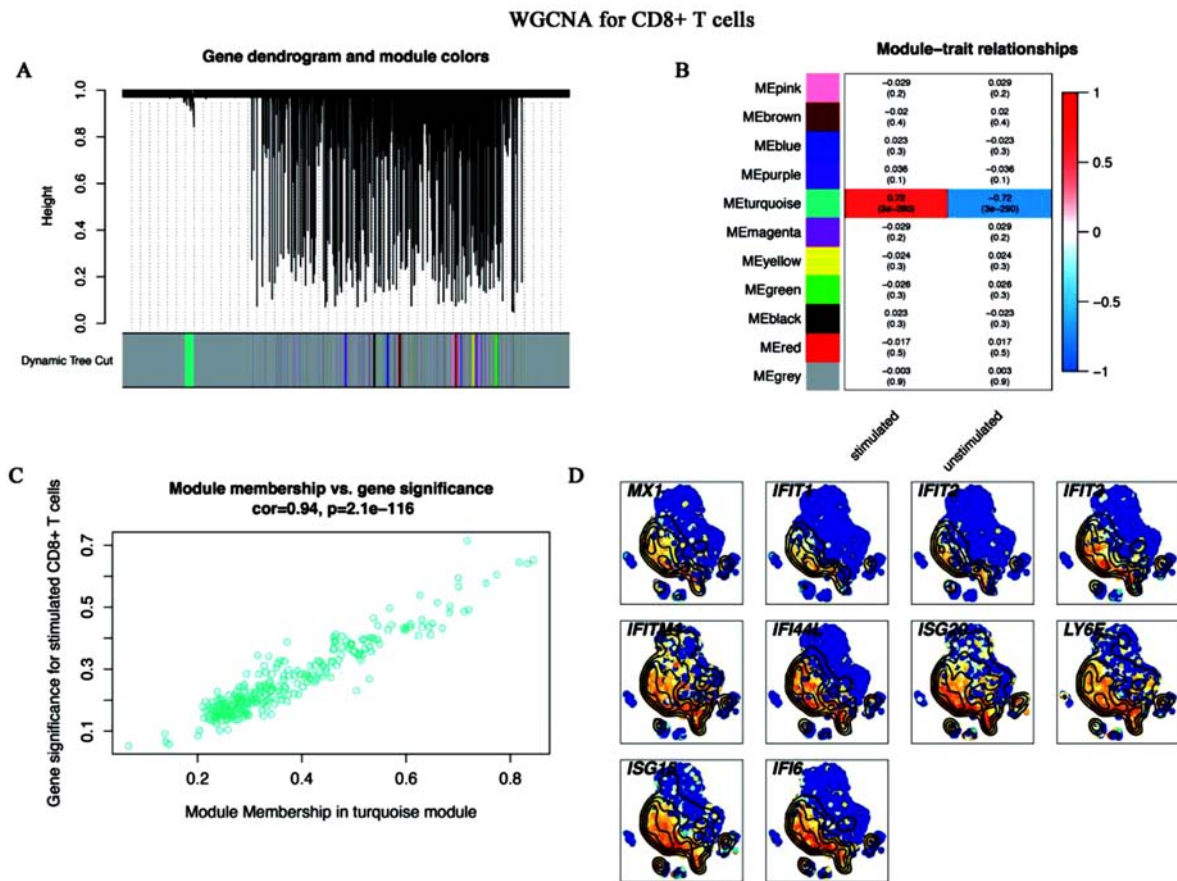 WGCNA for CD8+ T cells
A
Gene dendrogram and module colors
Height
1.0
0.8
0.6
0.4
0.2
0.0
Dynamic Tree Cut
B
Module-trait relationships
MEpink
−0.029
(0.2)
0.029
(0.2)
MEbrown
−0.02
(0.4)
0.02
(0.4)
MEblue
0.023
(0.3)
−0.023
(0.3)
MEpurple
0.036
(0.1)
−0.036
(0.1)
MEturquoise
0.72
(3e−290)
−0.72
(3e−290)
MEmagenta
−0.029
(0.2)
0.029
(0.2)
MEyellow
−0.024
(0.3)
0.024
(0.3)
MEgreen
−0.026
(0.3)
0.026
(0.3)
MEblack
0.023
(0.3)
−0.023
(0.3)
MEred
−0.017
(0.5)
0.017
(0.5)
MEgrey
−0.003
(0.9)
0.003
(0.9)
stimulated
unstimulated
1
0.5
0
−0.5
−1
C
Module membership vs. gene significance
cor=0.94, p=2.1e−116
Gene significance for stimulated CD8+ T cells
0.7
0.5
0.3
0.1
0.2
0.4
0.6
0.8
Module Membership in turquoise module
D
MX1
IFIT1
IFIT2
IFIT3
IFI44L
ISG20
LY6E
ISG15
IFI6